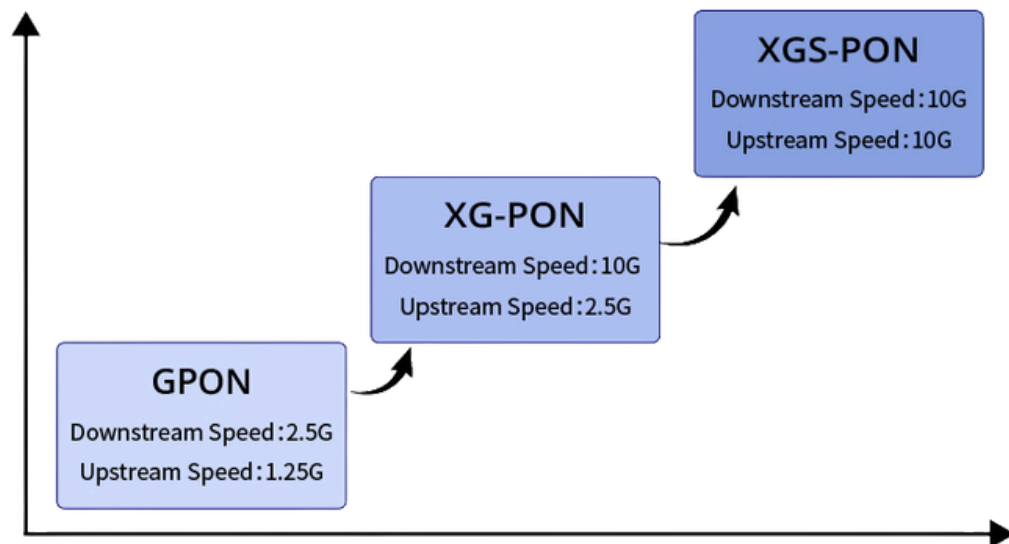 XGS-PON
Downstream Speed:10G
Upstream Speed:10G
XG-PON
Downstream Speed:10G
Upstream Speed:2.5G
GPON
Downstream Speed:2.5G
Upstream Speed:1.25G